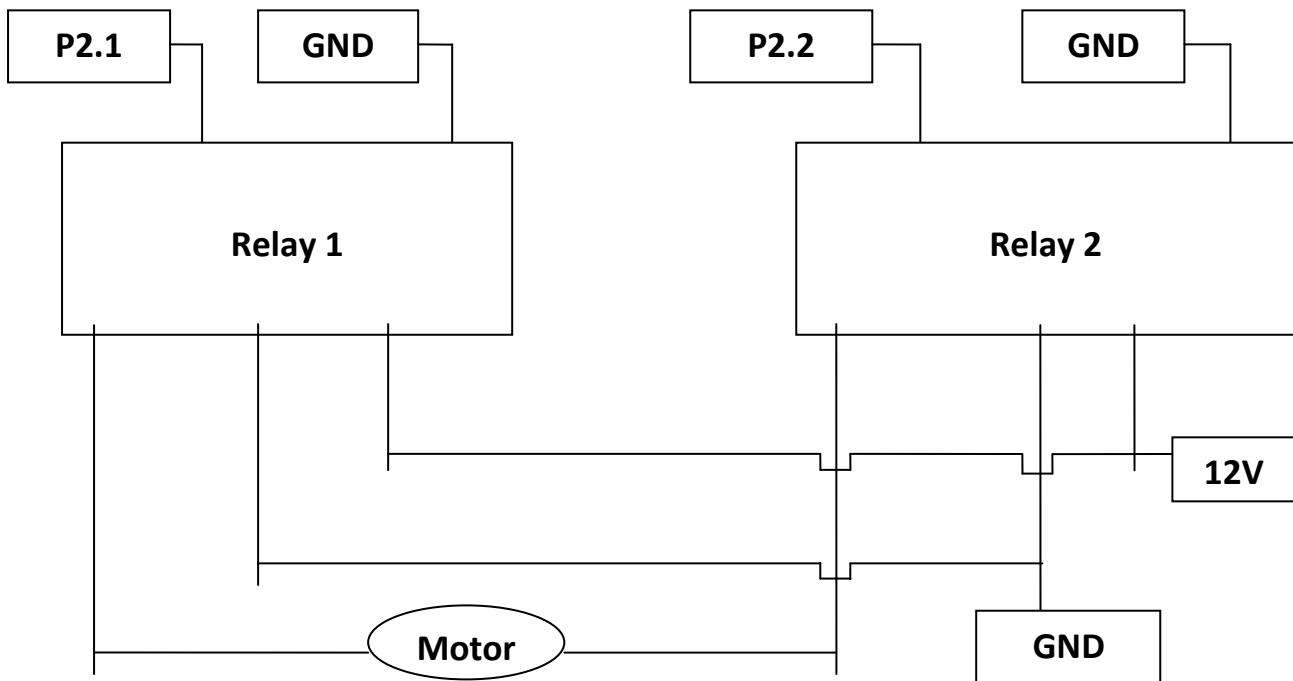 P2.1
GND
P2.2
GND
Relay 1
Relay 2
12V
Motor
GND